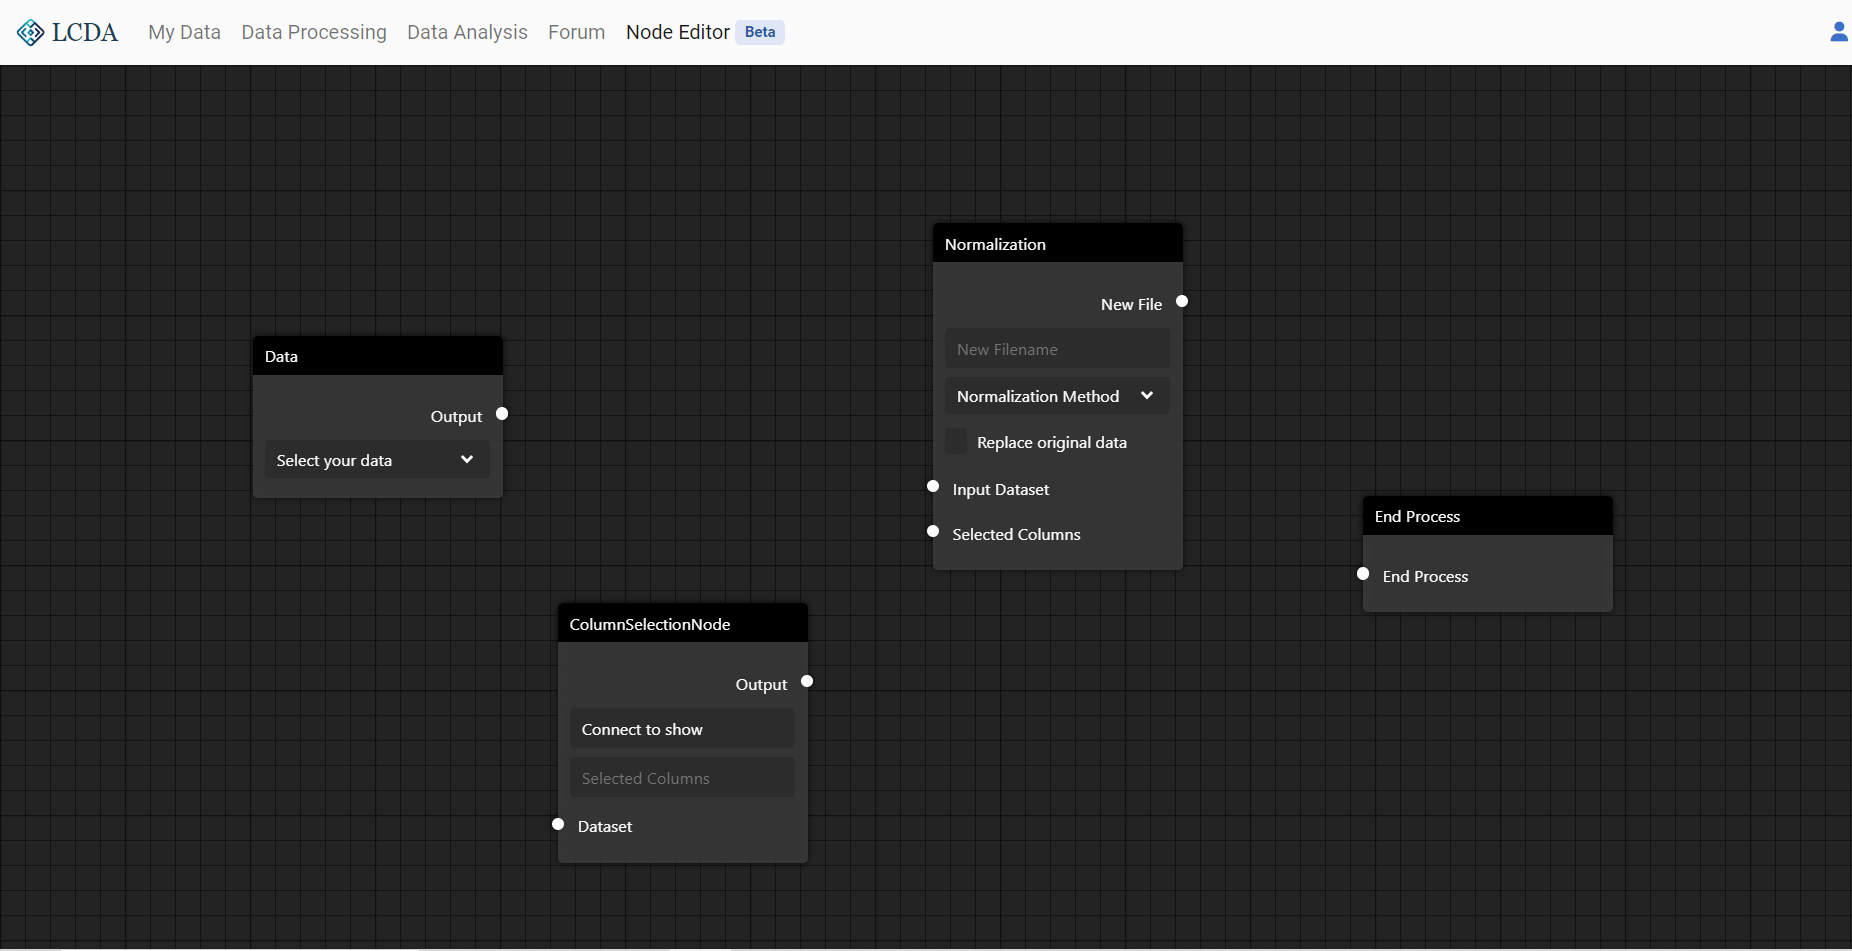 LCDA My Data Data Processing Data Analysis Forum Node Editor Beta
Data
Output
Select your data
ColumnSelectionNode
Output
Connect to show
Selected Columns
Dataset
Normalization
New File
New Filename
Normalization Method
Replace original data
Input Dataset
Selected Columns
End Process
End Process